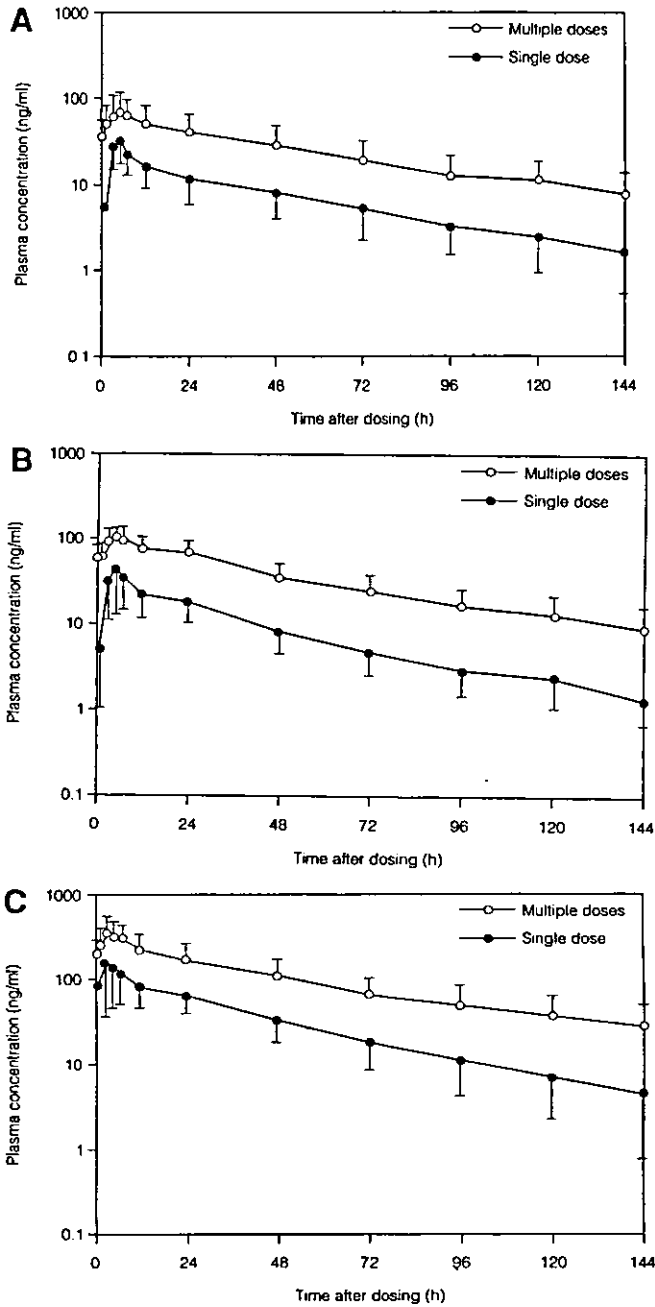 A
1000
100
10
1
0.1
Plasma concentration (ng/ml)
Multiple doses
Single dose
0 24 48 72 96 120 144
Time after dosing (h)
B
1000
100
10
1
0.1
Plasma concentration (ng/ml)
Multiple doses
Single dose
0 24 48 72 96 120 144
Time after dosing (h)
C
1000
100
10
1
0.1
Plasma concentration (ng/ml)
Multiple doses
Single dose
0 24 48 72 96 120 144
Time after dosing (h)